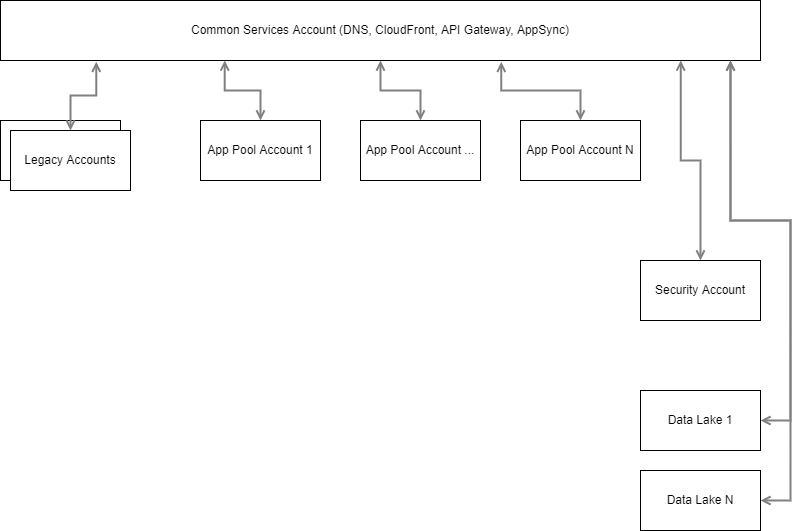 Common Services Account (DNS, CloudFront, API Gateway, AppSync)
Legacy Accounts
App Pool Account 1
App Pool Account ...
App Pool Account N
Security Account
Data Lake 1
Data Lake N